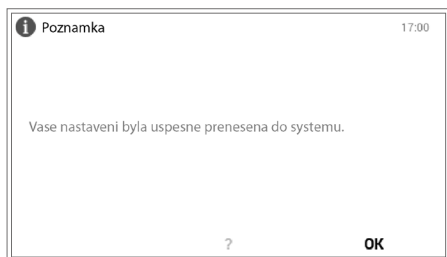 i Poznamka 17:00
Vase nastaveni byla uspesne prenesena do systemu.
? OK